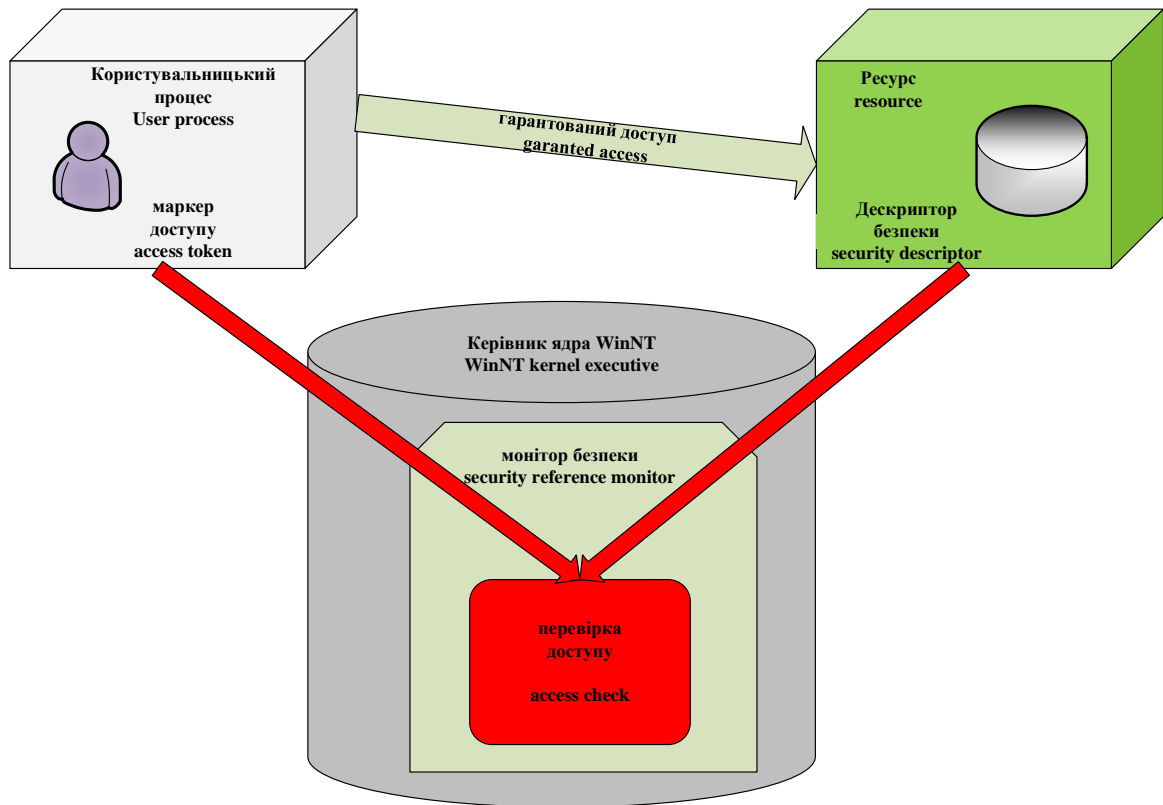 Користувальницький
процес
User process
маркер
доступу
access token
гарантований доступ
garanted access
Ресурс
resource
Дескриптор
безпеки
security descriptor
Керівник ядра WinNT
WinNT kernel executive
монітор безпеки
security reference monitor
перевірка
доступу
access check